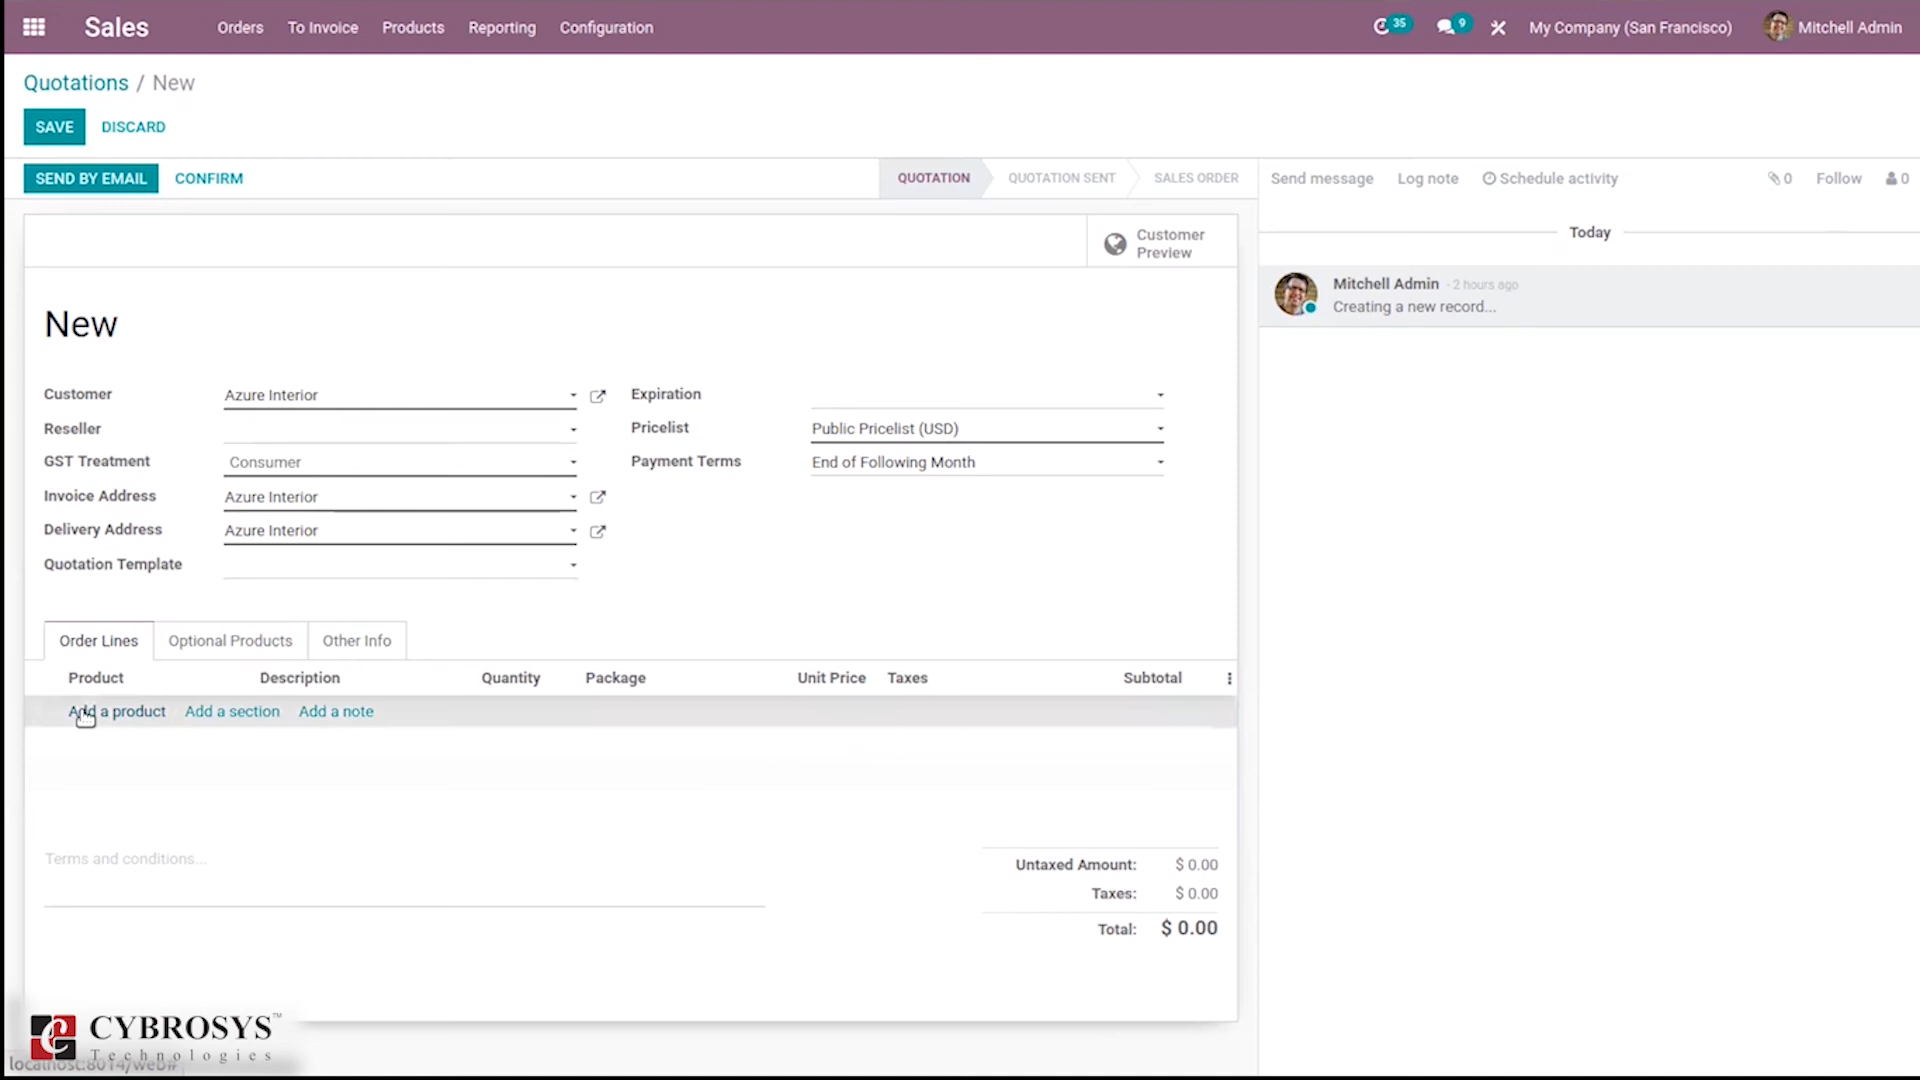 Sales
Orders To Invoice Products Reporting Configuration
35 9 My Company (San Francisco) Mitchell Admin
Quotations / New
SAVE DISCARD
SEND BY EMAIL CONFIRM
QUOTATION QUOTATION SENT SALES ORDER
Send message Log note Schedule activity 0 Follow 0
Customer
Preview
Today
Mitchell Admin - 2 hours ago
Creating a new record...
New
Customer Azure Interior
Reseller
GST Treatment Consumer
Invoice Address Azure Interior
Delivery Address Azure Interior
Quotation Template
Expiration
Pricelist Public Pricelist (USD)
Payment Terms End of Following Month
Order Lines Optional Products Other Info
Product Description Quantity Package Unit Price Taxes Subtotal
Add a product Add a section Add a note
Terms and conditions...
Untaxed Amount: $ 0.00
Taxes: $ 0.00
Total: $ 0.00
CYBROSYS™
Technologies
localhost:8014/web#